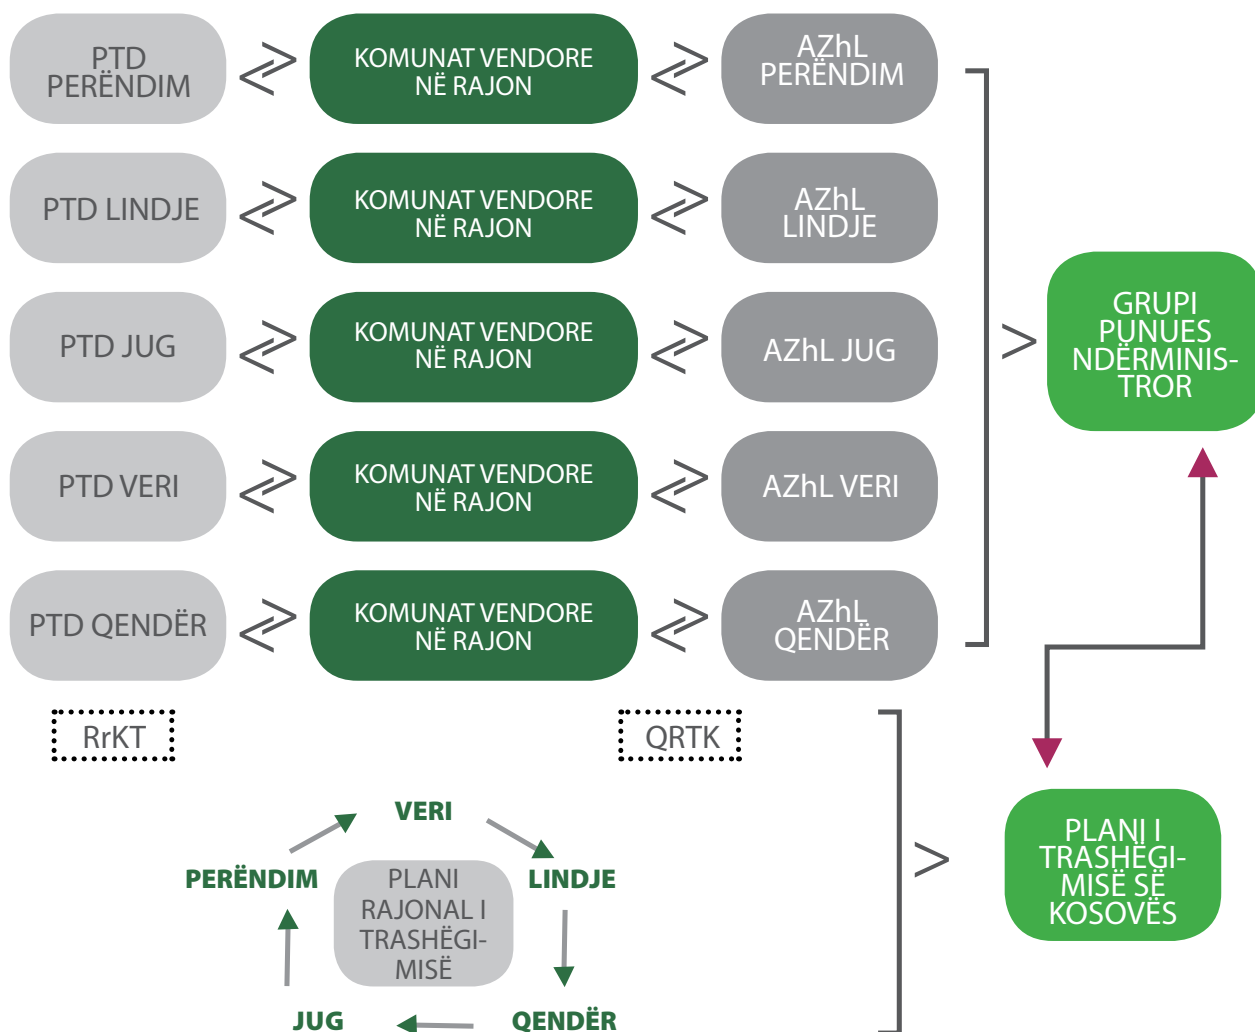 PTD
PERËNDIM
KOMUNAT VENDORE
NË RAJON
AZhL
PERËNDIM
PTD LINDJE
KOMUNAT VENDORE
NË RAJON
AZhL
LINDJE
PTD JUG
KOMUNAT VENDORE
NË RAJON
AZhL JUG
PTD VERI
KOMUNAT VENDORE
NË RAJON
AZhL VERI
PTD QENDËR
KOMUNAT VENDORE
NË RAJON
AZhL
QENDËR
GRUPI
PUNUES
NDËRMINIS-
TROR
RrKT
QRTK
VERI
PERËNDIM
LINDJE
PLANI
RAJONAL I
TRASHËGI-
MISË
JUG
QENDËR
PLANI I
TRASHËGI-
MISË SË
KOSOVËS